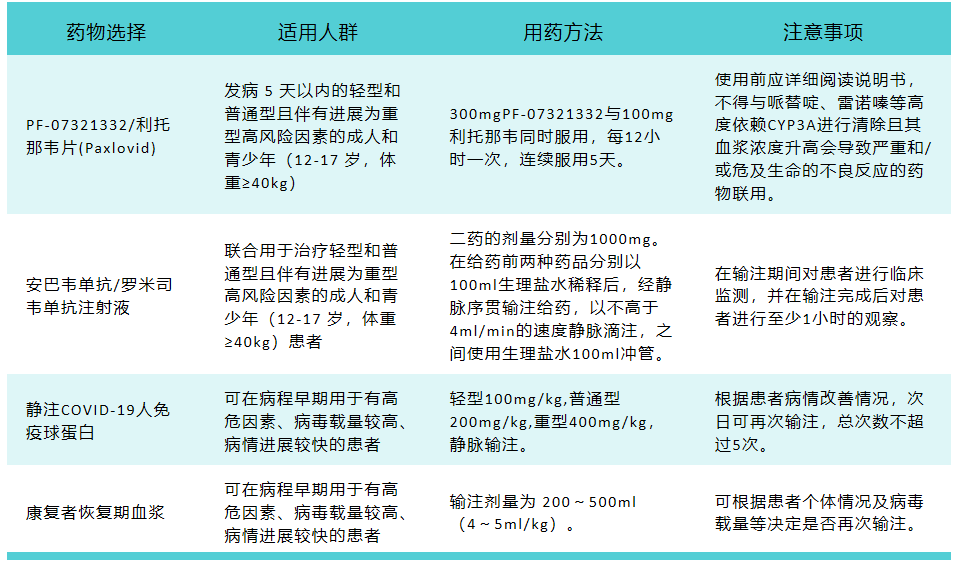 药物选择
适用人群
用药方法
注意事项
PF-07321332/利托
那韦片(Paxlovid)
发病 5 天以内的轻型和
普通型且伴有进展为重
型高风险因素的成人和
青少年（12-17 岁，体
重≥40kg）
300mgPF-07321332与100mg
利托那韦同时服用，每12小
时一次，连续服用5天。
使用前应详细阅读说明书，
不得与哌替啶、雷诺嗪等高
度依赖CYP3A进行清除且其
血浆浓度升高会导致严重和/
或危及生命的不良反应的药
物联用。
安巴韦单抗/罗米司
韦单抗注射液
联合用于治疗轻型和普
通型且伴有进展为重型
高风险因素的成人和青
少年（12-17 岁，体重
≥40kg）患者
二药的剂量分别为1000mg。
在给药前两种药品分别以
100ml生理盐水稀释后，经静
脉序贯输注给药，以不高于
4ml/min的速度静脉滴注，之
间使用生理盐水100ml冲管。
在输注期间对患者进行临床
监测，并在输注完成后对患
者进行至少1小时的观察。
静注COVID-19人免
疫球蛋白
可在病程早期用于有高
危因素、病毒载量较高、
病情进展较快的患者
轻型100mg/kg,普通型
200mg/kg,重型400mg/kg，
静脉输注。
根据患者病情改善情况，次
日可再次输注，总次数不超
过5次。
康复者恢复期血浆
可在病程早期用于有高
危因素、病毒载量较高、
病情进展较快的患者
输注剂量为 200～500ml
（4～5ml/kg）。
可根据患者个体情况及病毒
载量等决定是否再次输注。